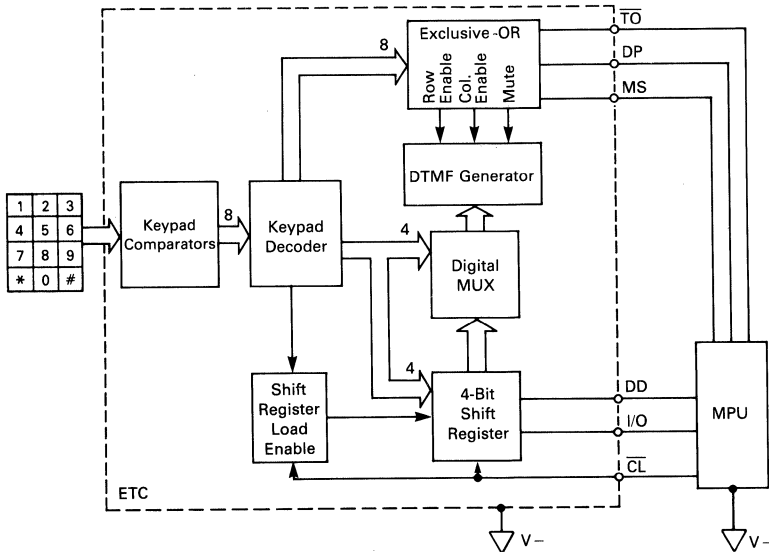 TO
8
Exclusive-OR
DP
Row Enable
Col. Enable
Mute
MS
DTMF Generator
1 2 3
4 5 6
7 8 9
* 0 #
Keypad
Comparators
8
Keypad
Decoder
4
Digital
MUX
4
Shift
Register
Load
Enable
4-Bit
Shift
Register
DD
I/O
CL
MPU
ETC
V-
V-